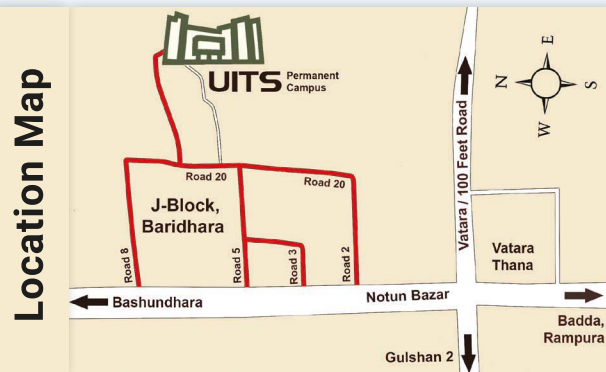 Location Map
UITS Permanent
Campus
E
N
S
W
Road 20
Road 20
J-Block,
Baridhara
Road 8
Road 5
Road 3
Road 2
Vatara / 100 Feet Road
Vatara
Thana
Bashundhara
Notun Bazar
Badda,
Rampura
Gulshan 2